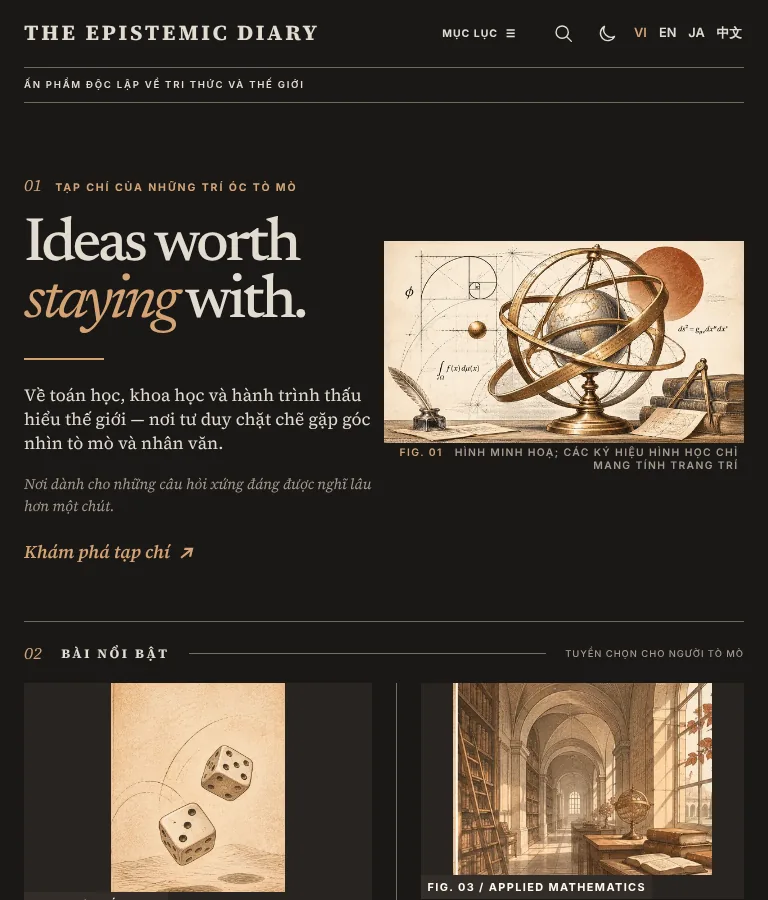 THE EPISTEMIC DIARY
MỤC LỤC ☰
VI EN JA 中文
ẤN PHẨM ĐỘC LẬP VỀ TRI THỨC VÀ THẾ GIỚI
01 TẠP CHÍ CỦA NHỮNG TRÍ ÓC TÒ MÒ
Ideas worth
staying with.
Về toán học, khoa học và hành trình thấu
hiểu thế giới — nơi tư duy chặt chẽ gặp góc
nhìn tò mò và nhân văn.
Nơi dành cho những câu hỏi xứng đáng được nghĩ lâu
hơn một chút.
Khám phá tạp chí ↗
ϕ
∫ f(x) dμ(x)
FIG. 01 HÌNH MINH HOẠ; CÁC KÝ HIỆU HÌNH HỌC CHỈ
MANG TÍNH TRANG TRÍ
02 BÀI NỔI BẬT
TUYỂN CHỌN CHO NGƯỜI TÒ MÒ
FIG. 03 / APPLIED MATHEMATICS